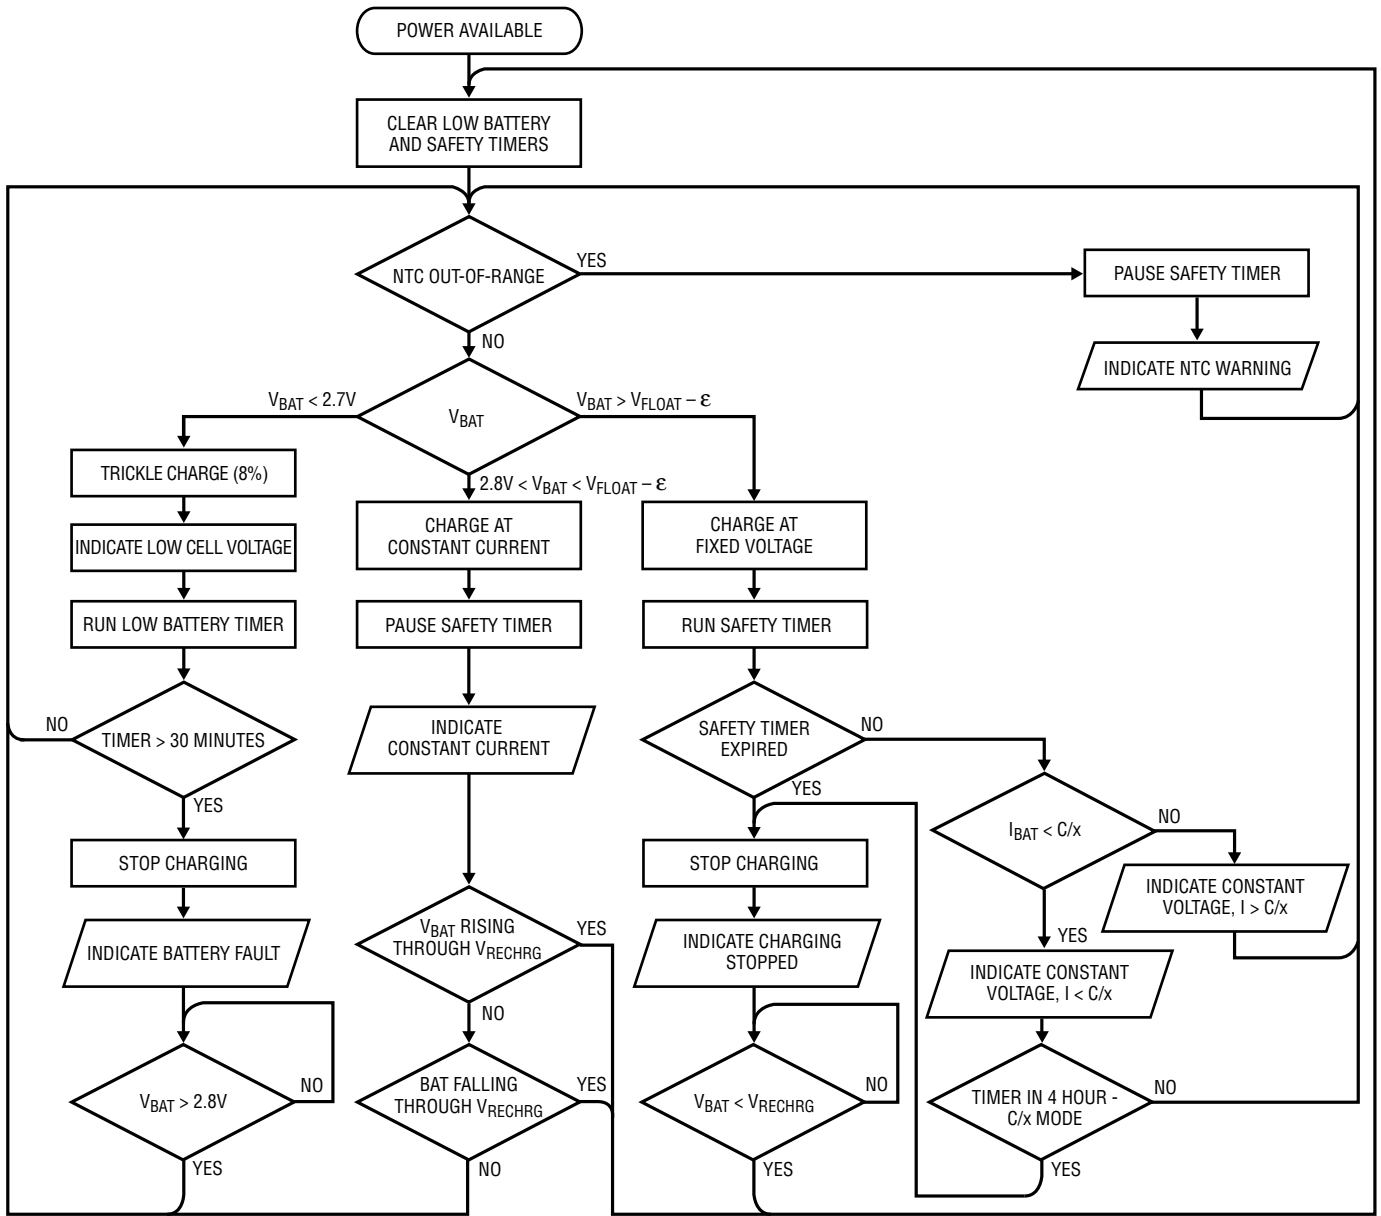 POWER AVAILABLE
CLEAR LOW BATTERY
AND SAFETY TIMERS
NTC OUT-OF-RANGE
YES
PAUSE SAFETY TIMER
INDICATE NTC WARNING
NO
VBAT
VBAT < 2.7V
VBAT > VFLOAT – ε
2.8V < VBAT < VFLOAT – ε
TRICKLE CHARGE (8%)
INDICATE LOW CELL VOLTAGE
RUN LOW BATTERY TIMER
TIMER > 30 MINUTES
NO
YES
STOP CHARGING
INDICATE BATTERY FAULT
VBAT > 2.8V
NO
YES
CHARGE AT
CONSTANT CURRENT
PAUSE SAFETY TIMER
INDICATE
CONSTANT CURRENT
VBAT RISING
THROUGH VRECHRG
YES
NO
BAT FALLING
THROUGH VRECHRG
YES
NO
CHARGE AT
FIXED VOLTAGE
RUN SAFETY TIMER
SAFETY TIMER
EXPIRED
NO
YES
STOP CHARGING
INDICATE CHARGING
STOPPED
VBAT < VRECHRG
NO
YES
IBAT < C/x
NO
INDICATE CONSTANT
VOLTAGE, I > C/x
YES
INDICATE CONSTANT
VOLTAGE, I < C/x
TIMER IN 4 HOUR -
C/x MODE
NO
YES